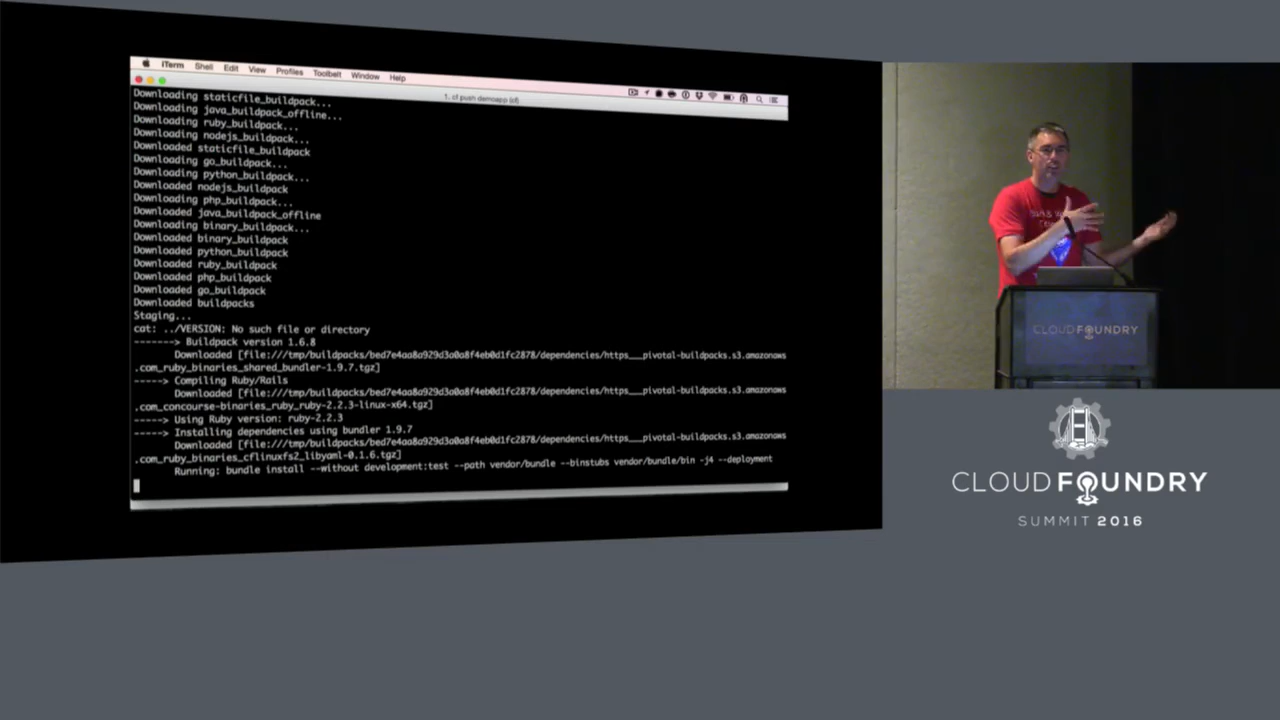 iTerm Shell Edit View Profiles Toolbelt Window Help
1. cf push demoapp (cf)
Downloading staticfile_buildpack...
Downloading java_buildpack_offline...
Downloading ruby_buildpack...
Downloading nodejs_buildpack...
Downloaded staticfile_buildpack
Downloading go_buildpack...
Downloading python_buildpack...
Downloaded nodejs_buildpack
Downloading php_buildpack...
Downloaded java_buildpack_offline
Downloading binary_buildpack...
Downloaded binary_buildpack
Downloaded python_buildpack
Downloaded ruby_buildpack
Downloaded php_buildpack
Downloaded go_buildpack
Downloaded buildpacks
Staging...
cat: ../VERSION: No such file or directory
-------> Buildpack version 1.6.8
Downloaded [file:///tmp/buildpacks/bed7e4aa8a929d3a0a8f4eb0d1fc2878/dependencies/https___pivotal-buildpacks.s3.amazonaws
.com_ruby_binaries_shared_bundler-1.9.7.tgz]
-----> Compiling Ruby/Rails
Downloaded [file:///tmp/buildpacks/bed7e4aa8a929d3a0a8f4eb0d1fc2878/dependencies/https___pivotal-buildpacks.s3.amazonaws
.com_concourse-binaries_ruby_ruby-2.2.3-linux-x64.tgz]
-----> Using Ruby version: ruby-2.2.3
-----> Installing dependencies using bundler 1.9.7
Downloaded [file:///tmp/buildpacks/bed7e4aa8a929d3a0a8f4eb0d1fc2878/dependencies/https___pivotal-buildpacks.s3.amazonaws
.com_ruby_binaries_cflinuxfs2_libyaml-0.1.6.tgz]
Running: bundle install --without development:test --path vendor/bundle --binstubs vendor/bundle/bin -j4 --deployment
CLOUD FOUNDRY
CLOUD FOUNDRY
SUMMIT 2016